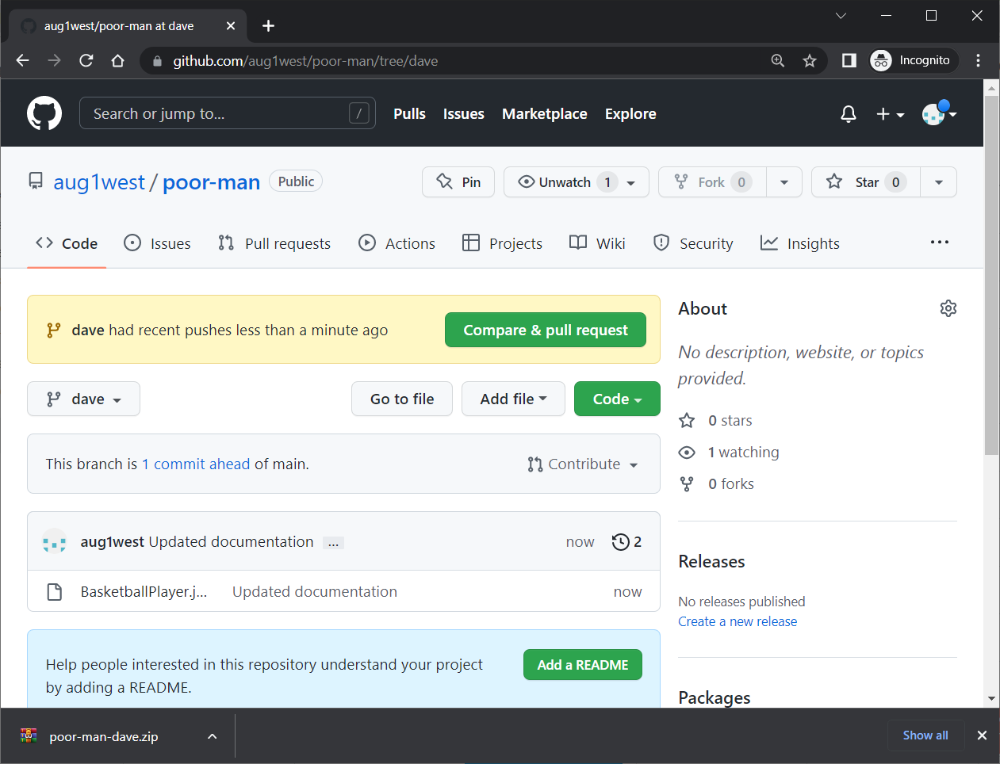 aug1west/poor-man at dave
github.com/aug1west/poor-man/tree/dave
Incognito
Search or jump to...
/
Pulls
Issues
Marketplace
Explore
aug1west / poor-man
Public
Pin
Unwatch 1
Fork 0
Star 0
Code
Issues
Pull requests
Actions
Projects
Wiki
Security
Insights
dave had recent pushes less than a minute ago
Compare & pull request
dave
Go to file
Add file
Code
This branch is 1 commit ahead of main.
Contribute
aug1west Updated documentation ...
now
2
BasketballPlayer.j...
Updated documentation
now
Help people interested in this repository understand your project
by adding a README.
Add a README
About
No description, website, or topics
provided.
0 stars
1 watching
0 forks
Releases
No releases published
Create a new release
Packages
poor-man-dave.zip
Show all